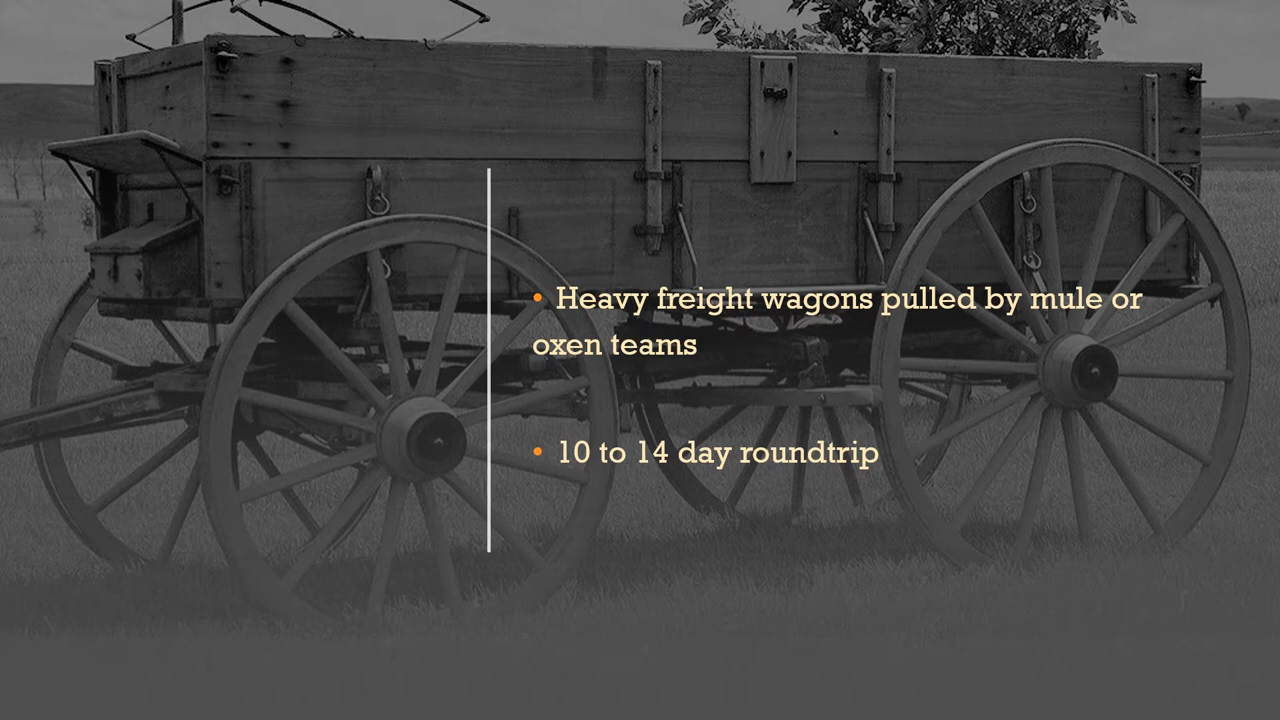 • Heavy freight wagons pulled by mule or
oxen teams
• 10 to 14 day roundtrip